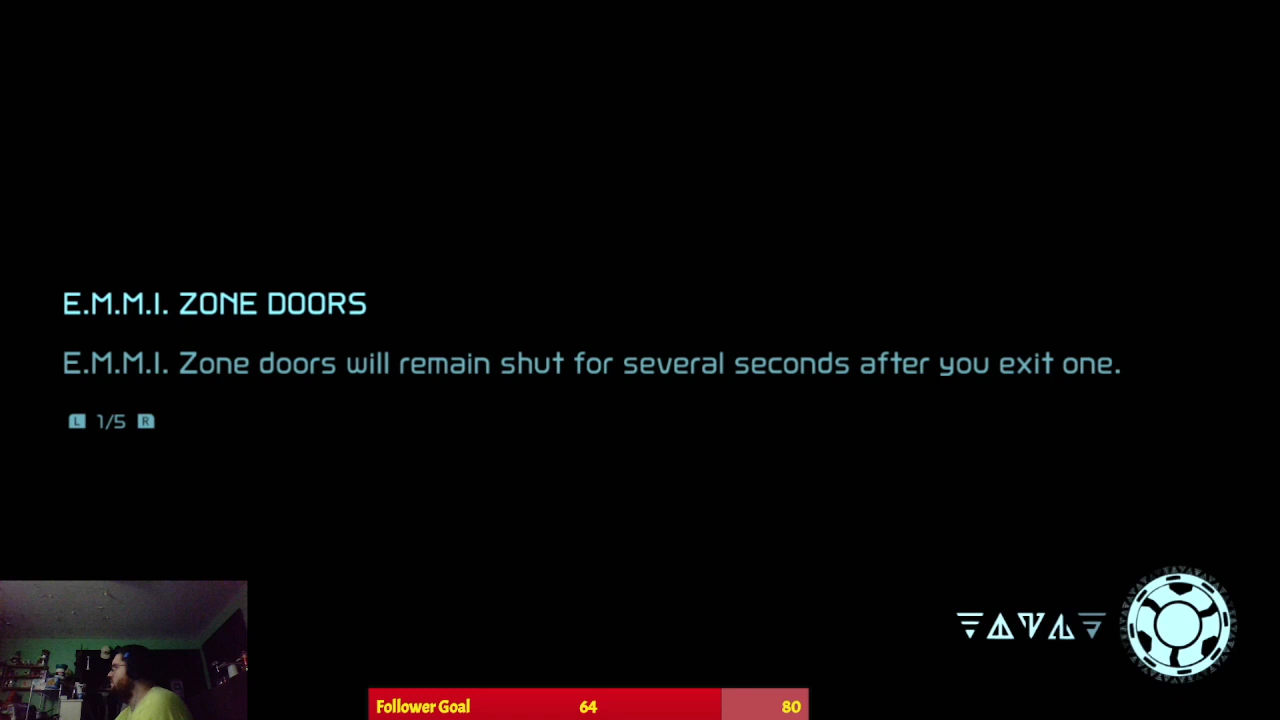 E.M.M.I. ZONE DOORS
E.M.M.I. Zone doors will remain shut for several seconds after you exit one.
L 1/5 R
Follower Goal 64 80